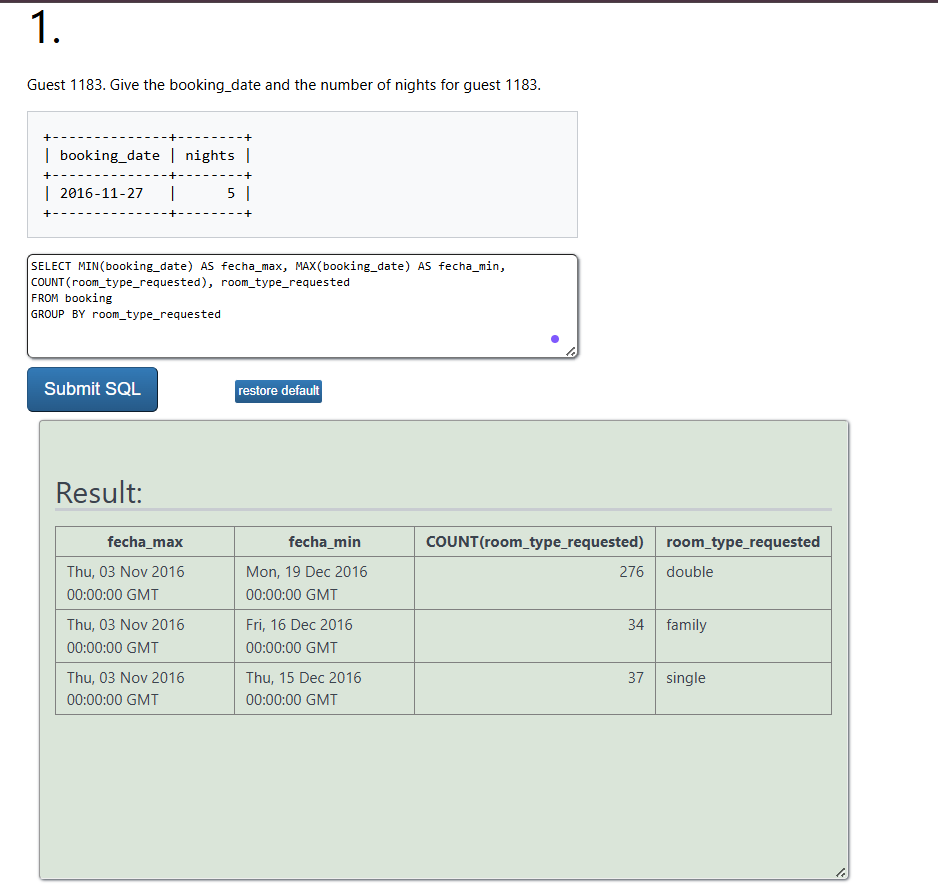 1.
Guest 1183. Give the booking_date and the number of nights for guest 1183.
+--------------+--------+
| booking_date | nights |
+--------------+--------+
| 2016-11-27   |      5 |
+--------------+--------+
SELECT MIN(booking_date) AS fecha_max, MAX(booking_date) AS fecha_min,
COUNT(room_type_requested), room_type_requested
FROM booking
GROUP BY room_type_requested
Submit SQL restore default
Result:
fecha_max fecha_min COUNT(room_type_requested) room_type_requested
Thu, 03 Nov 2016 Mon, 19 Dec 2016 276 double
00:00:00 GMT 00:00:00 GMT
Thu, 03 Nov 2016 Fri, 16 Dec 2016 34 family
00:00:00 GMT 00:00:00 GMT
Thu, 03 Nov 2016 Thu, 15 Dec 2016 37 single
00:00:00 GMT 00:00:00 GMT